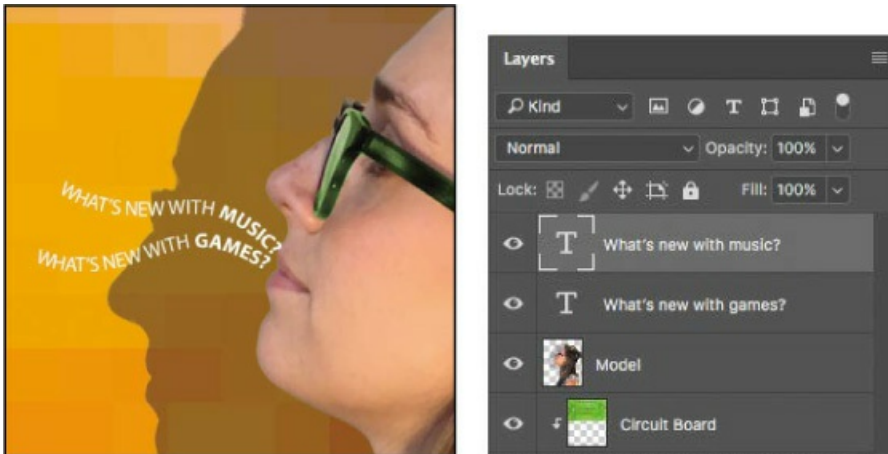 WHAT'S NEW WITH MUSIC?
WHAT'S NEW WITH GAMES?
Layers
Kind
Normal Opacity: 100%
Lock: Fill: 100%
T What's new with music?
T What's new with games?
Model
Circuit Board